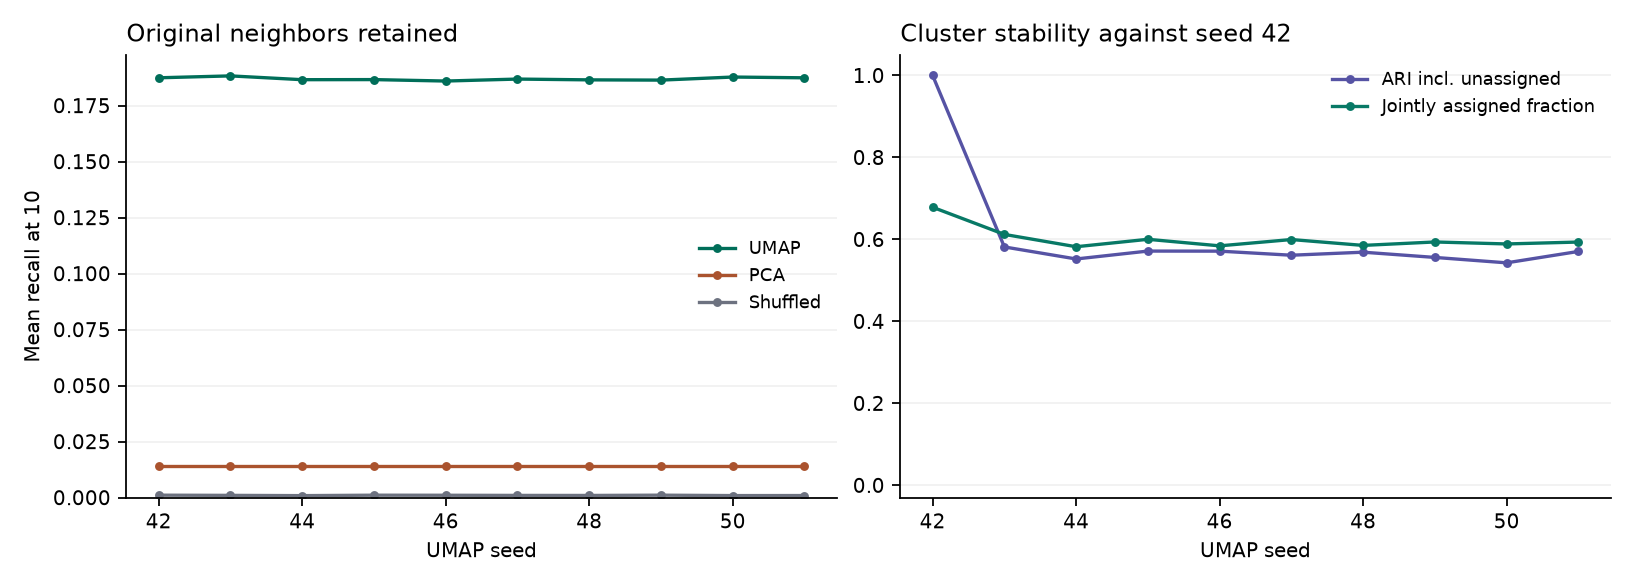 Original neighbors retained
Mean recall at 10
0.175
0.150
0.125
0.100
0.075
0.050
0.025
0.000
UMAP
PCA
Shuffled
42 44 46 48 50
UMAP seed
Cluster stability against seed 42
1.0
0.8
0.6
0.4
0.2
0.0
ARI incl. unassigned
Jointly assigned fraction
42 44 46 48 50
UMAP seed